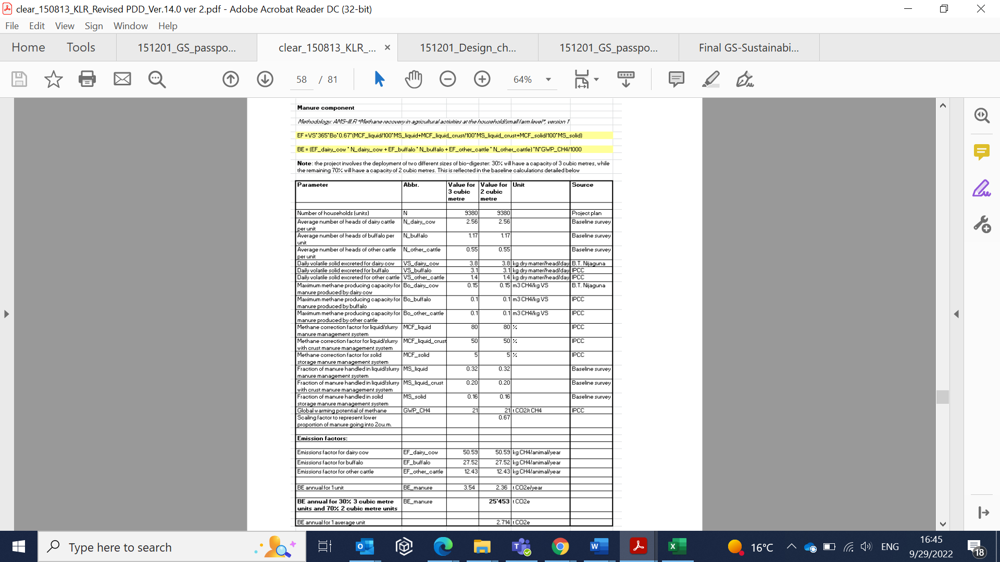 clear_150813_KLR_Revised PDD_Ver.14.0 ver 2.pdf - Adobe Acrobat Reader DC (32-bit)
File Edit View Sign Window Help
Home Tools 151201_GS_passpo... clear_150813_KLR_... × 151201_Design_ch... 151201_GS_passpo... Final GS-Sustainabi...
58 / 81 64%
Manure component
Methodology: AMS-III.R "Methane recovery in agricultural activities at the household/small farm level", version 1
EF =VS*365*Bo*0.67*(MCF_liquid/100*MS_liquid+MCF_liquid_crust/100*MS_liquid_crust+MCF_solid/100*MS_solid)
BE = (EF_dairy_cow * N_dairy_cow + EF_buffalo * N_buffalo + EF_other_cattle * N_other_cattle) *N*GWP_CH4/1000
Note: the project involves the deployment of two different sizes of bio-digester: 30% will have a capacity of 3 cubic metres, while
the remaining 70% will have a capacity of 2 cubic metres. This is reflected in the baseline calculations detailed below
Parameter Abbr. Value for 3 cubic metre Value for 2 cubic metre Unit Source
Number of households (units) N 9380 9380 Project plan
Average number of heads of dairy cattle per unit N_dairy_cow 2.56 2.56 Baseline survey
Average number of heads of buffalo per unit N_buffalo 1.17 1.17 Baseline survey
Average number of heads of other cattle per unit N_other_cattle 0.55 0.55 Baseline survey
Daily volatile solid excreted for dairy cow VS_dairy_cow 3.8 3.8 kg dry matter/head/day B.T. Nijaguna
Daily volatile solid excreted for buffalo VS_buffalo 3.1 3.1 kg dry matter/head/day IPCC
Daily volatile solid excreted for other cattle VS_other_cattle 1.4 1.4 kg dry matter/head/day IPCC
Maximum methane producing capacity for manure produced by dairy cow Bo_dairy_cow 0.15 0.15 m3 CH4/kg VS B.T. Nijaguna
Maximum methane producing capacity for manure produced by buffalo Bo_buffalo 0.1 0.1 m3 CH4/kg VS IPCC
Maximum methane producing capacity for manure produced by other cattle Bo_other_cattle 0.1 0.1 m3 CH4/kg VS IPCC
Methane correction factor for liquid/slurry manure management system MCF_liquid 80 80 % IPCC
Methane correction factor for liquid/slurry with crust manure management system MCF_liquid_crust 50 50 % IPCC
Methane correction factor for solid storage manure management system MCF_solid 5 5 % IPCC
Fraction of manure handled in liquid/slurry manure management system MS_liquid 0.32 0.32 Baseline survey
Fraction of manure handled in liquid/slurry with crust manure management system MS_liquid_crust 0.20 0.20 Baseline survey
Fraction of manure handled in solid storage manure management system MS_solid 0.16 0.16 Baseline survey
Global warming potential of methane GWP_CH4 21 21 t CO2/t CH4 IPCC
Scaling factor to represent lower proportion of manure going into 2cu.m. 0.67
Emission factors:
Emissions factor for dairy cow EF_dairy_cow 50.59 50.59 kg CH4/animal/year
Emissions factor for buffalo EF_buffalo 27.52 27.52 kg CH4/animal/year
Emissions factor for other cattle EF_other_cattle 12.43 12.43 kg CH4/animal/year
BE annual for 1 unit BE_manure 3.54 2.36 t CO2e/year
BE annual for 30% 3 cubic metre units and 70% 2 cubic metre units BE_manure 25'453 t CO2e
BE annual for 1 average unit 2.714 t CO2e
Type here to search 16°C ENG 16:45
9/29/2022 18